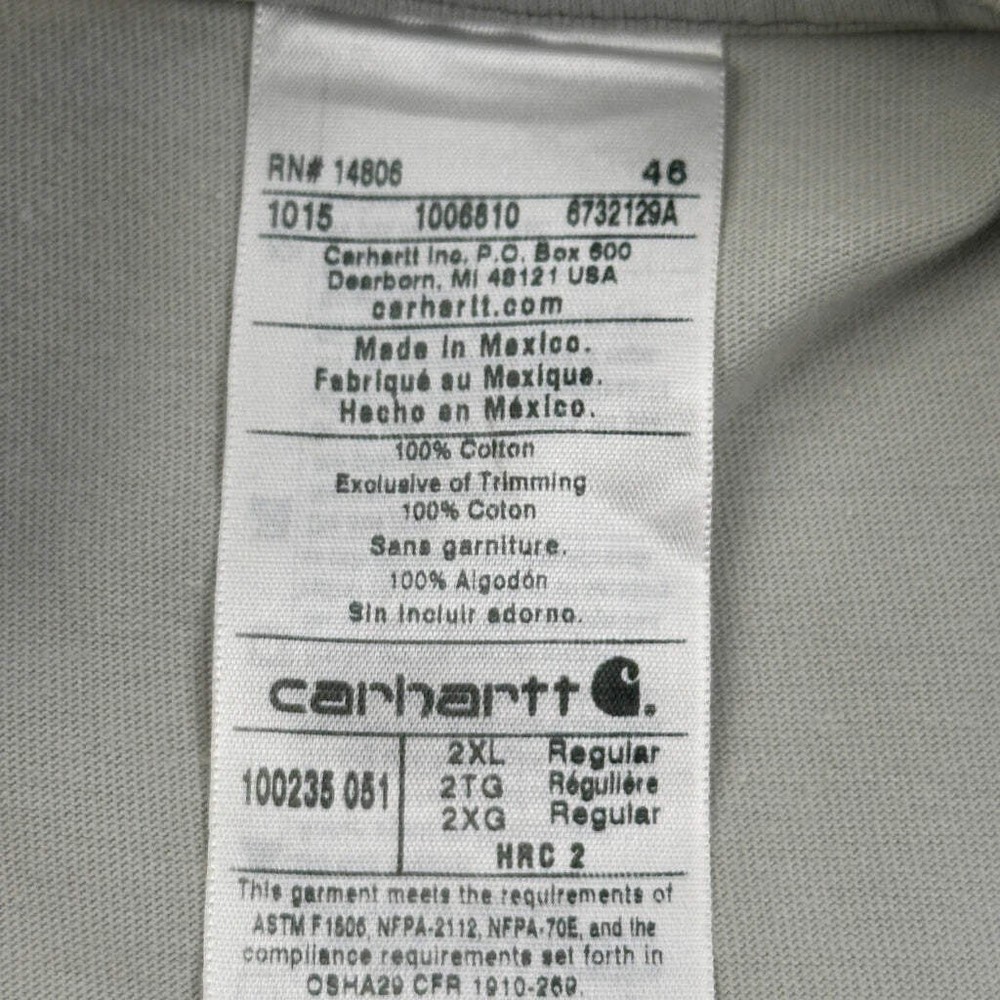 RN# 14806 46
1015 1006810 6732129A
Carhartt Inc. P.O. Box 600
Dearborn, MI 48121 USA
carhartt.com
Made in Mexico.
Fabriqué au Mexique.
Hecho en México.
100% Cotton
Exclusive of Trimming
100% Coton
Sans garniture.
100% Algodón
Sin incluir adorno.
carhartt
100235 051
2XL Regular
2TG Régulière
2XG Regular
HRC 2
This garment meets the requirements of
ASTM F1506, NFPA-2112, NFPA-70E, and the
compliance requirements set forth in
OSHA29 CFR 1910-269.